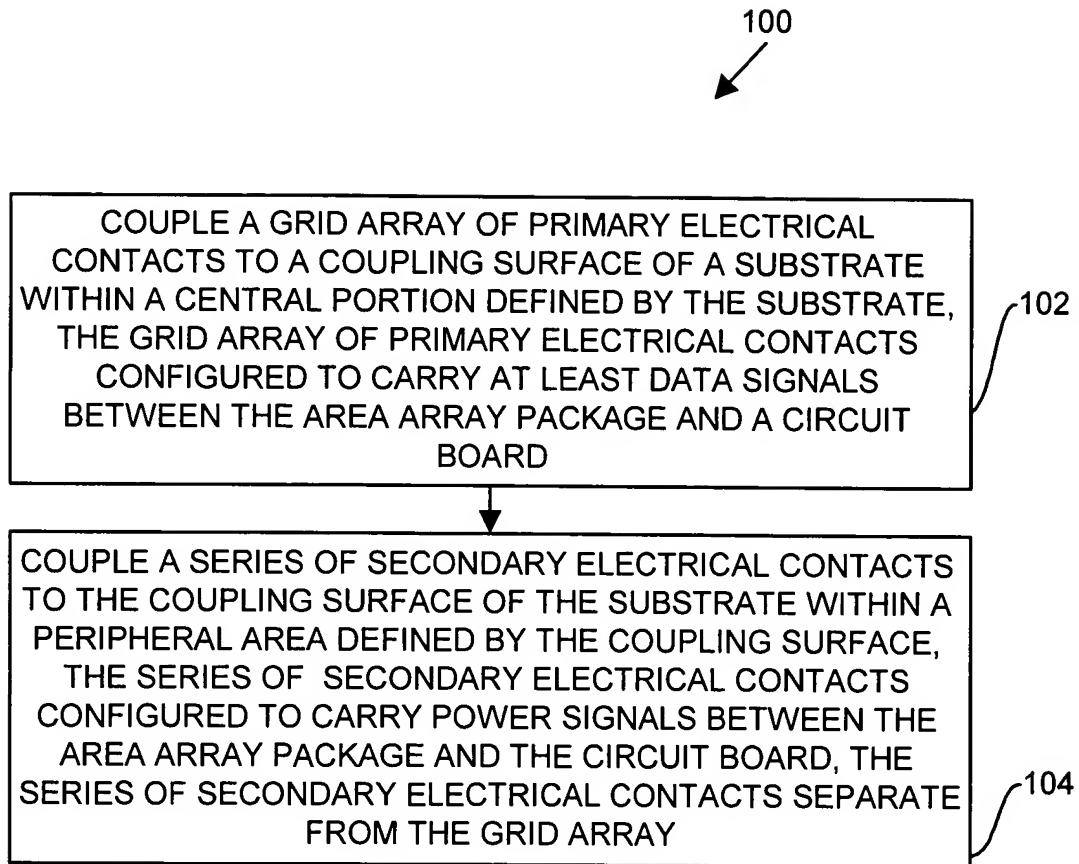 100
COUPLE A GRID ARRAY OF PRIMARY ELECTRICAL
CONTACTS TO A COUPLING SURFACE OF A SUBSTRATE
WITHIN A CENTRAL PORTION DEFINED BY THE SUBSTRATE,
THE GRID ARRAY OF PRIMARY ELECTRICAL CONTACTS
CONFIGURED TO CARRY AT LEAST DATA SIGNALS
BETWEEN THE AREA ARRAY PACKAGE AND A CIRCUIT
BOARD
102
COUPLE A SERIES OF SECONDARY ELECTRICAL CONTACTS
TO THE COUPLING SURFACE OF THE SUBSTRATE WITHIN A
PERIPHERAL AREA DEFINED BY THE COUPLING SURFACE,
THE SERIES OF SECONDARY ELECTRICAL CONTACTS
CONFIGURED TO CARRY POWER SIGNALS BETWEEN THE
AREA ARRAY PACKAGE AND THE CIRCUIT BOARD, THE
SERIES OF SECONDARY ELECTRICAL CONTACTS SEPARATE
FROM THE GRID ARRAY
104